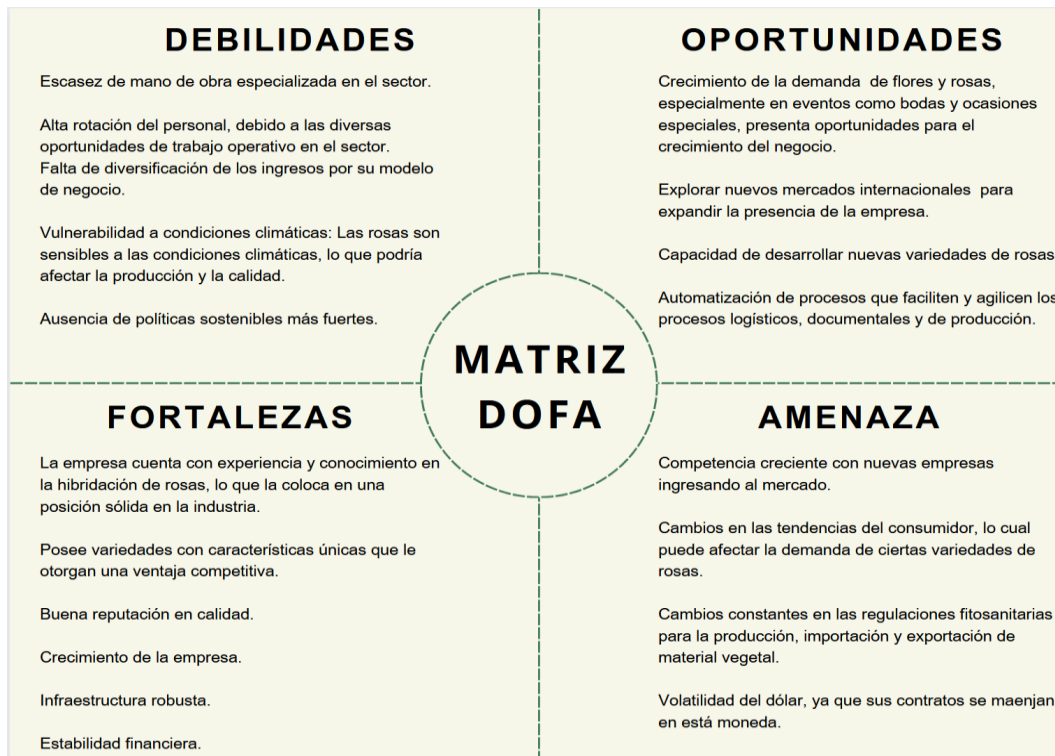 DEBILIDADES
Escasez de mano de obra especializada en el sector.
Alta rotación del personal, debido a las diversas
oportunidades de trabajo operativo en el sector.
Falta de diversificación de los ingresos por su modelo
de negocio.
Vulnerabilidad a condiciones climáticas: Las rosas son
sensibles a las condiciones climáticas, lo que podría
afectar la producción y la calidad.
Ausencia de políticas sostenibles más fuertes.
OPORTUNIDADES
Crecimiento de la demanda de flores y rosas,
especialmente en eventos como bodas y ocasiones
especiales, presenta oportunidades para el
crecimiento del negocio.
Explorar nuevos mercados internacionales para
expandir la presencia de la empresa.
Capacidad de desarrollar nuevas variedades de rosas
Automatización de procesos que faciliten y agilicen los
procesos logísticos, documentales y de producción.
MATRIZ
DOFA
FORTALEZAS
La empresa cuenta con experiencia y conocimiento en
la hibridación de rosas, lo que la coloca en una
posición sólida en la industria.
Posee variedades con características únicas que le
otorgan una ventaja competitiva.
Buena reputación en calidad.
Crecimiento de la empresa.
Infraestructura robusta.
Estabilidad financiera.
AMENAZA
Competencia creciente con nuevas empresas
ingresando al mercado.
Cambios en las tendencias del consumidor, lo cual
puede afectar la demanda de ciertas variedades de
rosas.
Cambios constantes en las regulaciones fitosanitarias
para la producción, importación y exportación de
material vegetal.
Volatilidad del dólar, ya que sus contratos se maenjan
en está moneda.